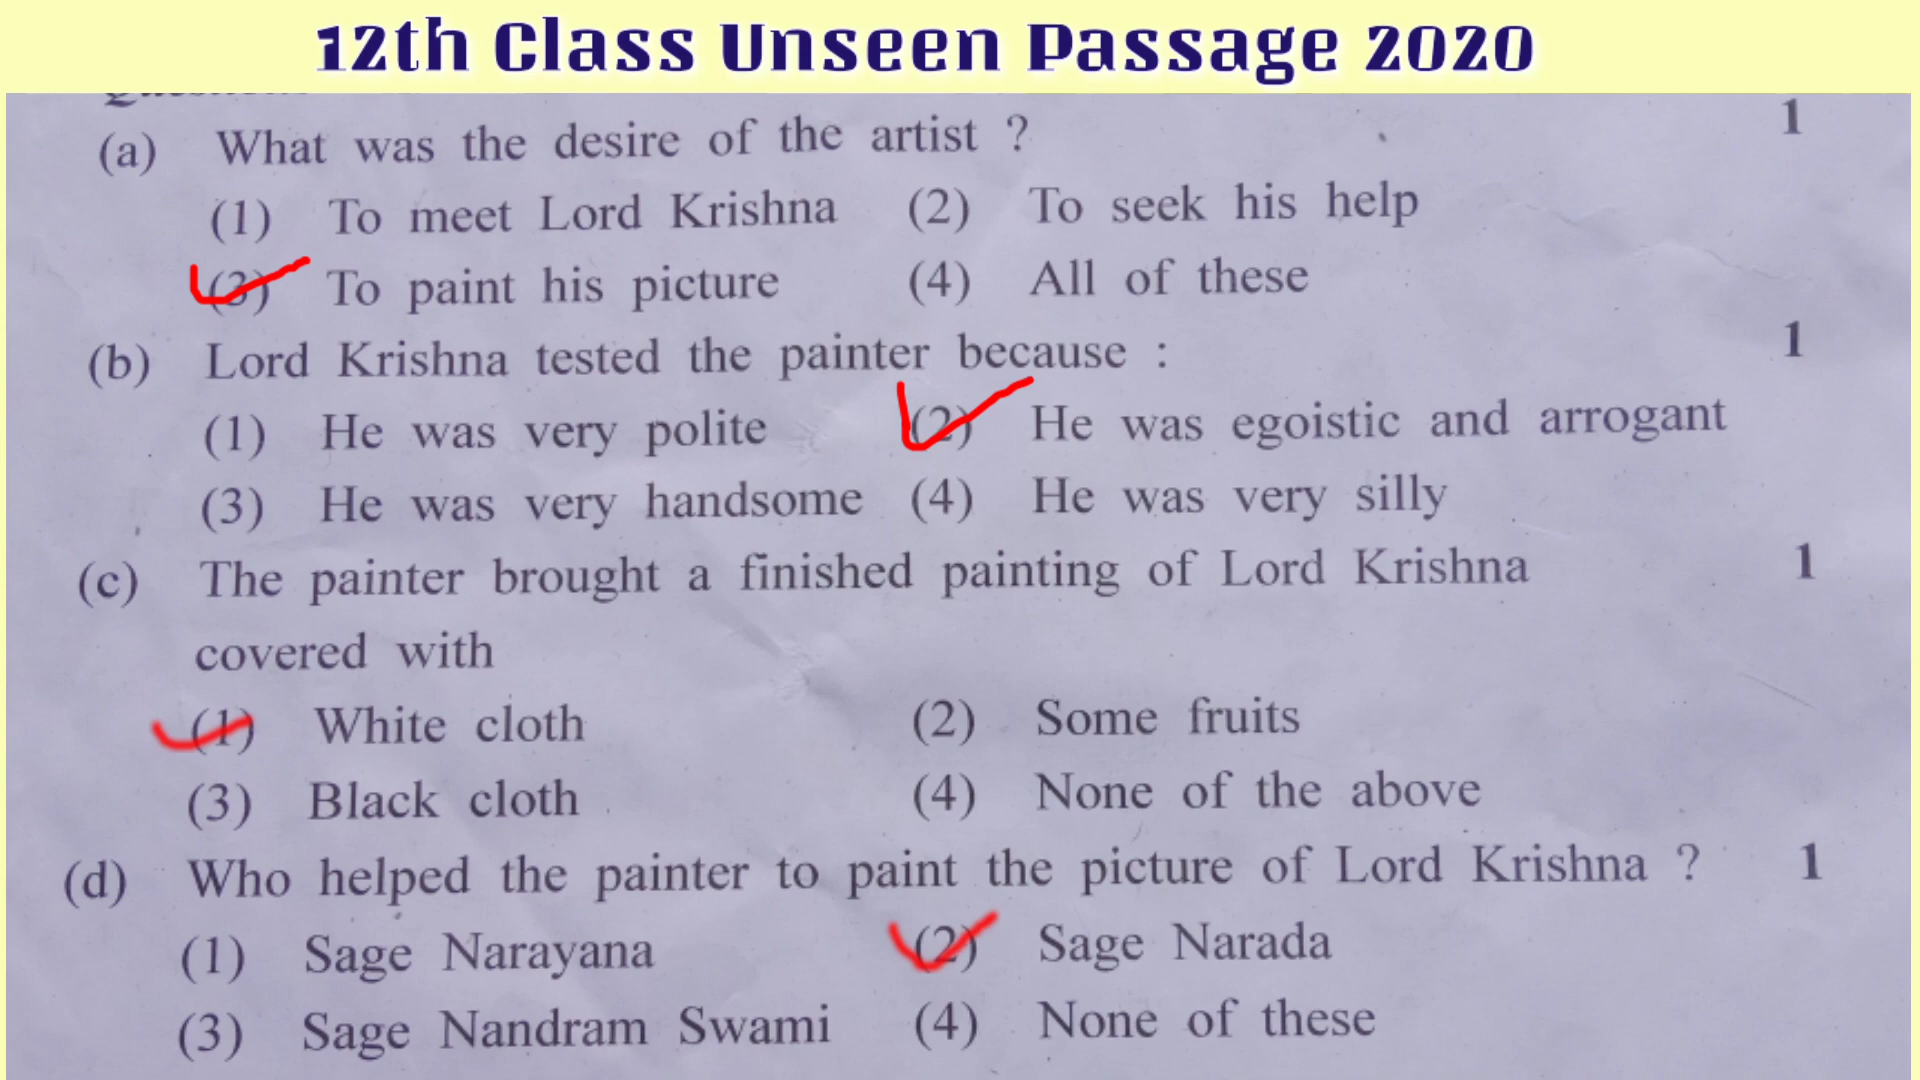 12th Class Unseen Passage 2020
(a) What was the desire of the artist ? 1
(1) To meet Lord Krishna (2) To seek his help
(3) To paint his picture (4) All of these
(b) Lord Krishna tested the painter because : 1
(1) He was very polite (2) He was egoistic and arrogant
(3) He was very handsome (4) He was very silly
(c) The painter brought a finished painting of Lord Krishna 1
covered with
(1) White cloth (2) Some fruits
(3) Black cloth (4) None of the above
(d) Who helped the painter to paint the picture of Lord Krishna ? 1
(1) Sage Narayana (2) Sage Narada
(3) Sage Nandram Swami (4) None of these